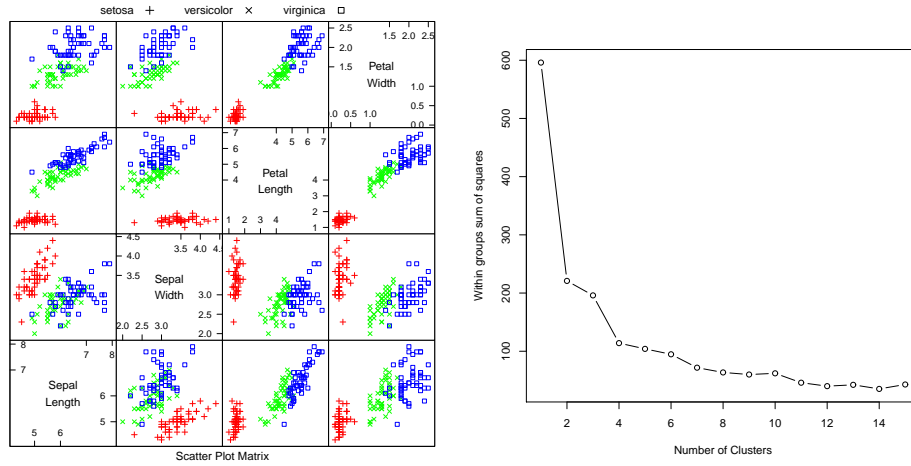 setosa + versicolor × virginica □
Petal
Width
1.5 2.0 2.5
2.5
2.0
1.5
1.0
0.5
0.0
0.0 0.5 1.0
Petal
Length
4 5 6 7
7
6
5
4
4
3
2
1
1 2 3 4
Sepal
Width
3.5 4.0 4.5
4.5
4.0
3.5
3.0
2.5
2.0
2.0 2.5 3.0
Sepal
Length
7 8
8
7
6
5
5 6
Scatter Plot Matrix
Within groups sum of squares
600
500
400
300
200
100
2 4 6 8 10 12 14
Number of Clusters